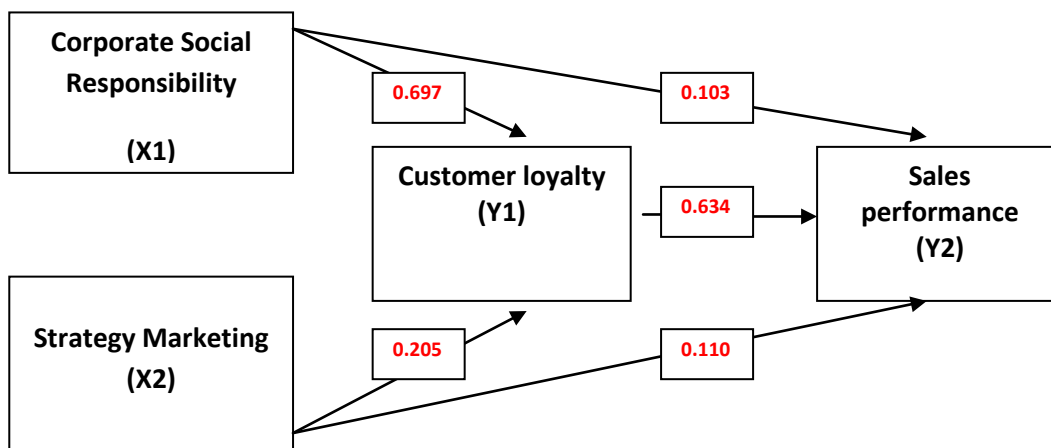 Corporate Social
Responsibility
(X1)
0.697
0.103
Customer loyalty
(Y1)
0.634
Sales
performance
(Y2)
Strategy Marketing
(X2)
0.205
0.110